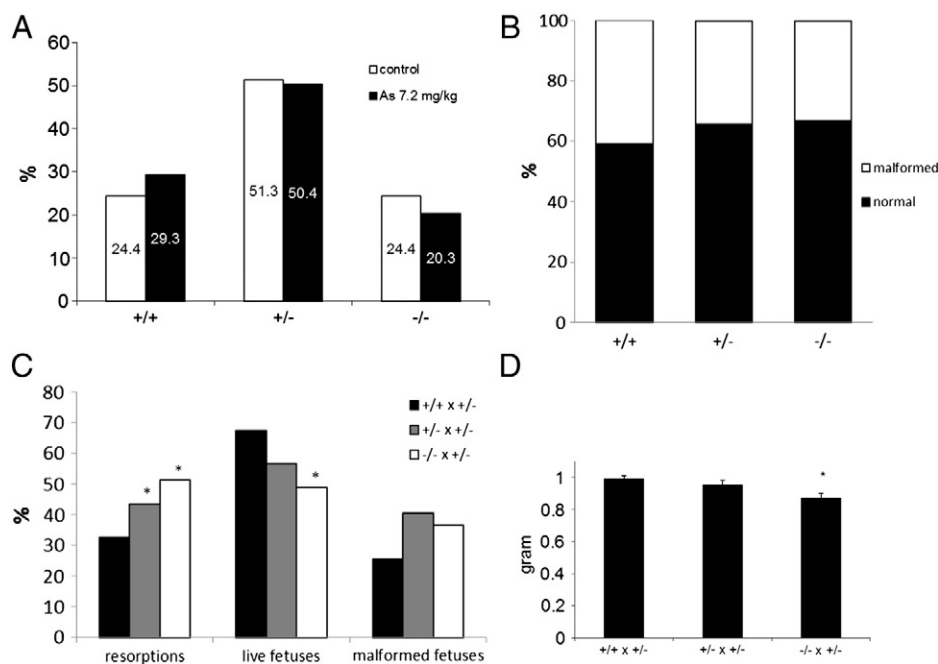 A
60
50
40
30
20
10
0
%
control
As 7.2 mg/kg
24.4
29.3
51.3
50.4
24.4
20.3
+/+
+/-
-/-
B
100
80
60
40
20
0
%
malformed
normal
+/+
+/-
-/-
C
80
70
60
50
40
30
20
10
0
%
+/+ x +/-
+/- x +/-
-/- x +/-
*
*
*
resorptions
live fetuses
malformed fetuses
D
1
0.8
0.6
0.4
0.2
0
gram
*
+/+ x +/-
+/- x +/-
-/- x +/-